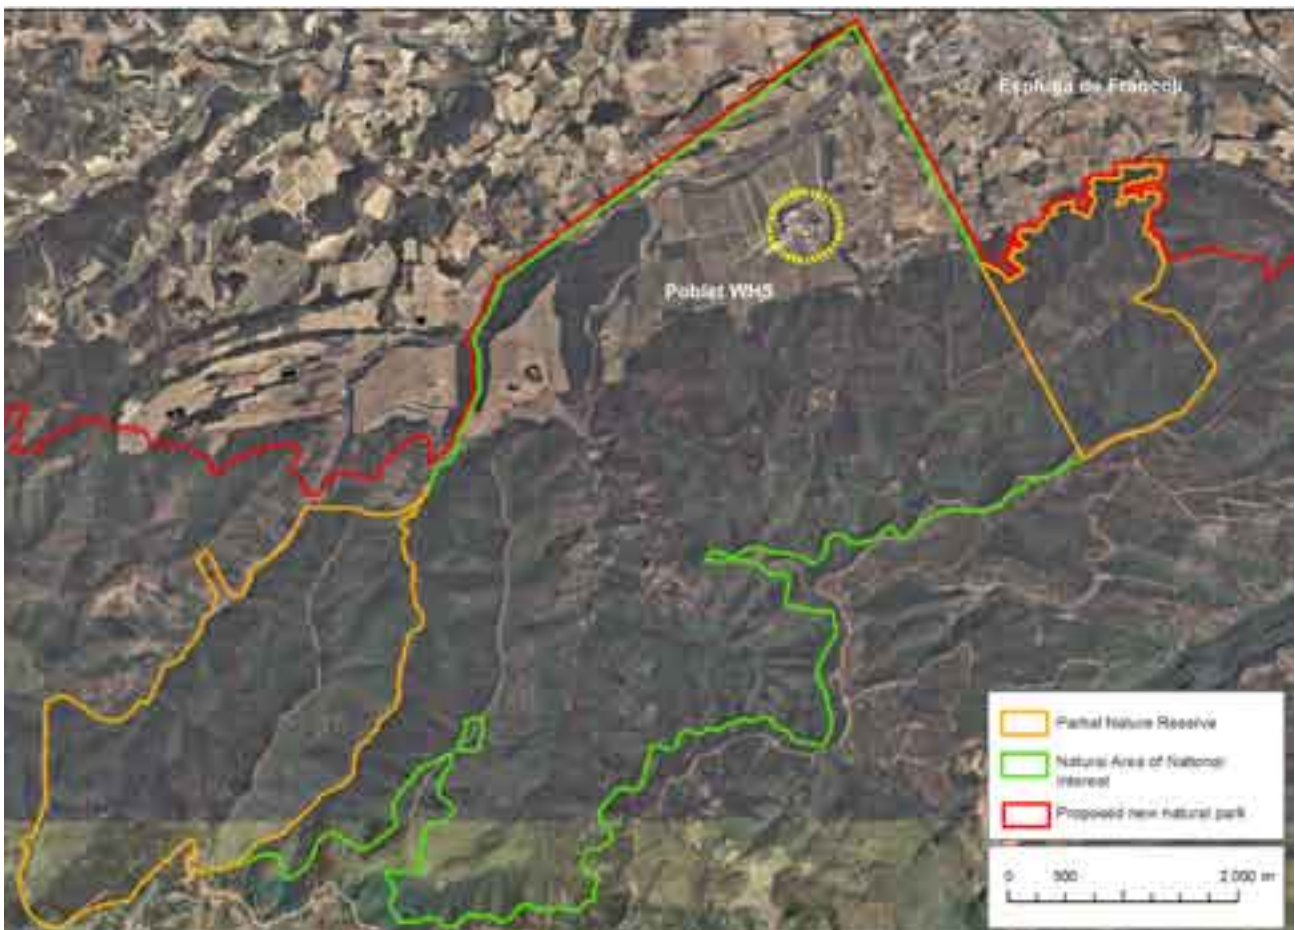 Espluga de Francolí
Poblet WHS
Partial Nature Reserve
Natural Area of National
Interest
Proposed new natural park
0 500 2.000 m